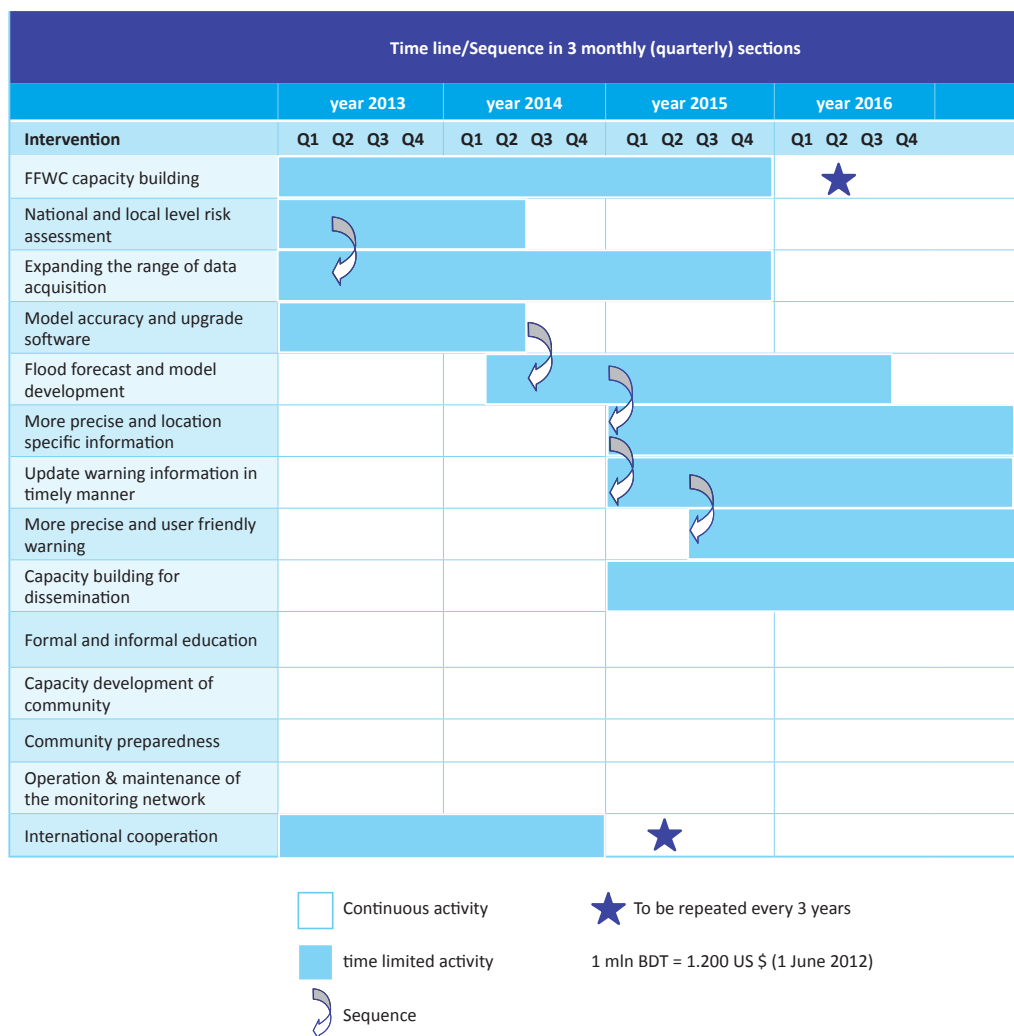 Time line/Sequence in 3 monthly (quarterly) sections
year 2013 year 2014 year 2015 year 2016
Intervention Q1 Q2 Q3 Q4 Q1 Q2 Q3 Q4 Q1 Q2 Q3 Q4 Q1 Q2 Q3 Q4
FFWC capacity building
National and local level risk
assessment
Expanding the range of data
acquisition
Model accuracy and upgrade
software
Flood forecast and model
development
More precise and location
specific information
Update warning information in
timely manner
More precise and user friendly
warning
Capacity building for
dissemination
Formal and informal education
Capacity development of
community
Community preparedness
Operation & maintenance of
the monitoring network
International cooperation
Continuous activity To be repeated every 3 years
time limited activity 1 mln BDT = 1.200 US $ (1 June 2012)
Sequence